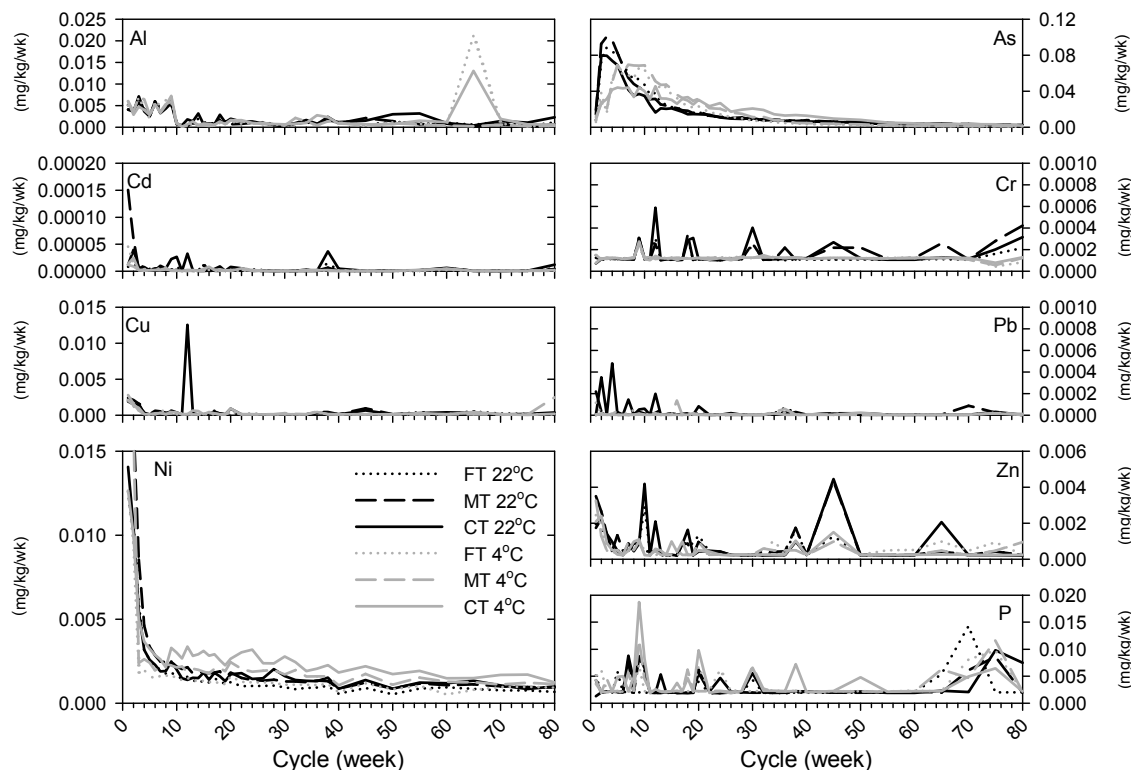 0.025
0.020
0.015
0.010
0.005
0.000
(mg/kg/wk)
Al
As
0.12
0.08
0.04
0.00
(mg/kg/wk)
0.00020
0.00015
0.00010
0.00005
0.00000
(mg/kg/wk)
Cd
Cr
0.0010
0.0008
0.0006
0.0004
0.0002
0.0000
(mg/kg/wk)
0.015
0.010
0.005
0.000
(mg/kg/wk)
Cu
Pb
0.0010
0.0008
0.0006
0.0004
0.0002
0.0000
(mg/kg/wk)
0.015
0.010
0.005
0.000
(mg/kg/wk)
Ni
FT 22°C
MT 22°C
CT 22°C
FT 4°C
MT 4°C
CT 4°C
0 10 20 30 40 50 60 70 80
Cycle (week)
Zn
0.006
0.004
0.002
0.000
(mg/kg/wk)
P
0.020
0.015
0.010
0.005
0.000
(mg/kg/wk)
0 10 20 30 40 50 60 70 80
Cycle (week)